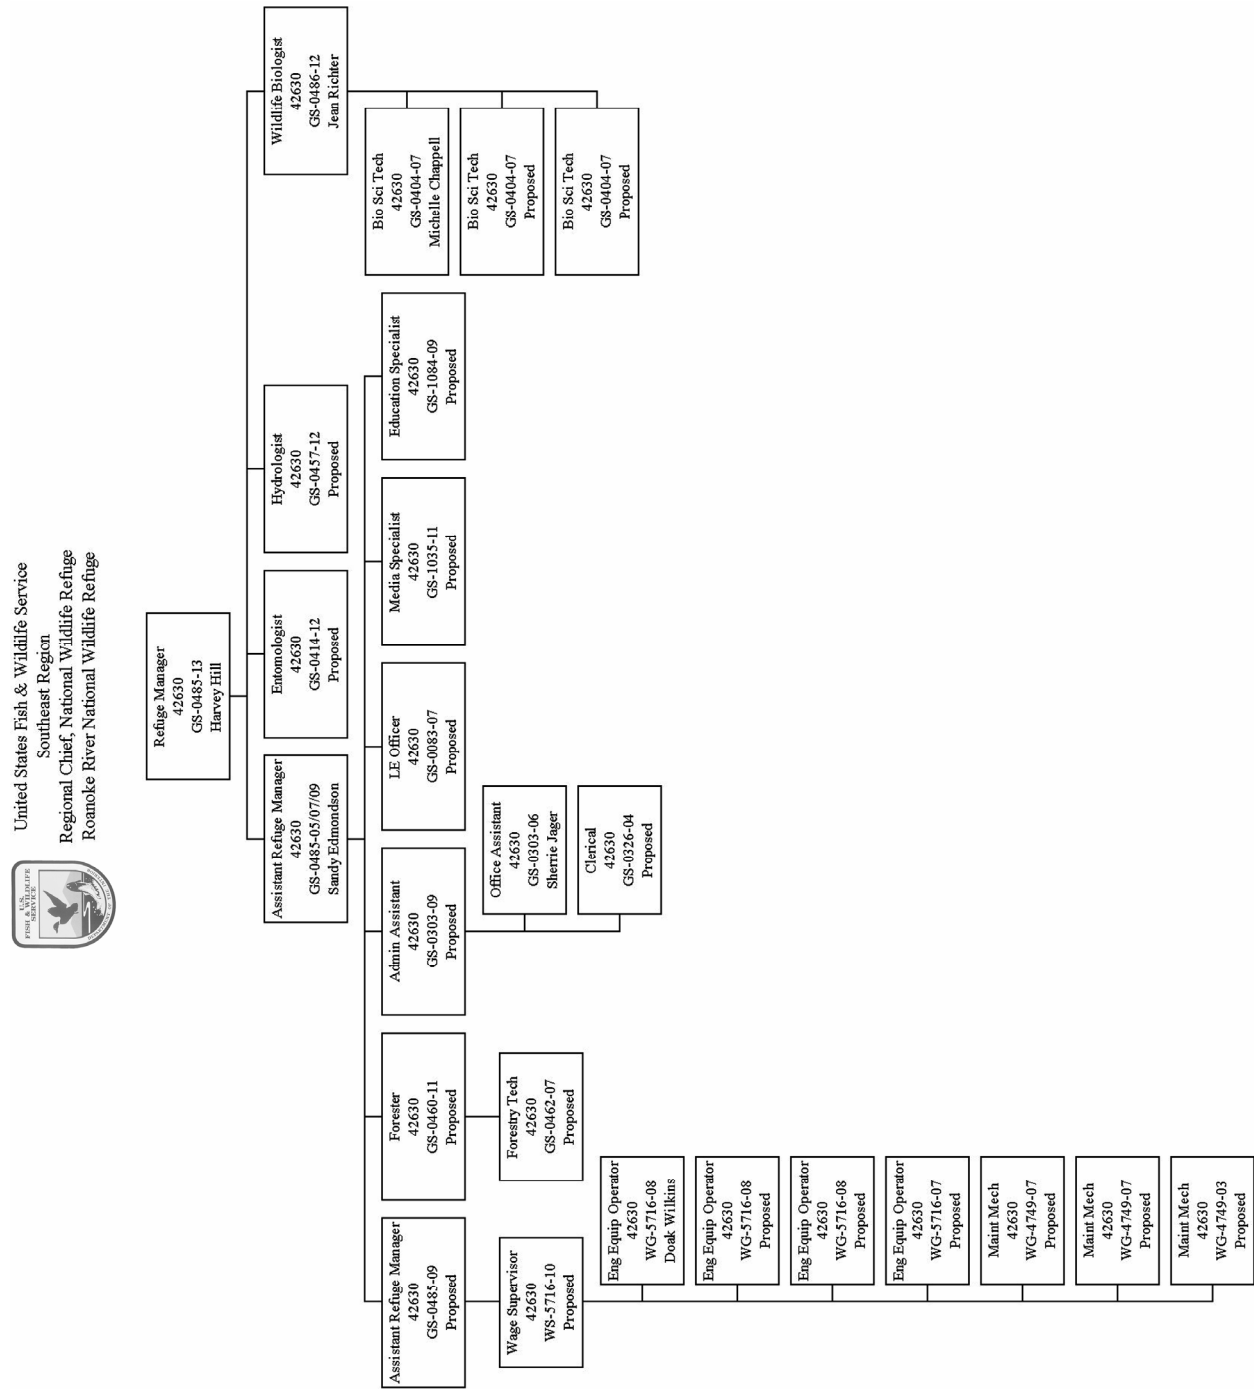 United States Fish & Wildilfe Service
Southeast Region
Regional Chief, National Wildlife Refuge
Roanoke River National Wildlife Refuge
U.S.
FISH & WILDLIFE
SERVICE
Refuge Manager
42630
GS-0485-13
Harvey Hill
Assistant Refuge Manager
42630
GS-0485-05/07/09
Sandy Edmondson
Entomologist
42630
GS-0414-12
Proposed
Hydrologist
42630
GS-0457-12
Proposed
Wildlife Biologist
42630
GS-0486-12
Jean Richter
Assistant Refuge Manager
42630
GS-0485-09
Proposed
Forester
42630
GS-0460-11
Proposed
Admin Assistant
42630
GS-0303-09
Proposed
LE Officer
42630
GS-0083-07
Proposed
Media Specialist
42630
GS-1035-11
Proposed
Education Specialist
42630
GS-1084-09
Proposed
Bio Sci Tech
42630
GS-0404-07
Michelle Chappell
Bio Sci Tech
42630
GS-0404-07
Proposed
Bio Sci Tech
42630
GS-0404-07
Proposed
Wage Supervisor
42630
WS-5716-10
Proposed
Forestry Tech
42630
GS-0462-07
Proposed
Office Assistant
42630
GS-0303-06
Sherrie Jager
Clerical
42630
GS-0326-04
Proposed
Eng Equip Operator
42630
WG-5716-08
Doak Wilkins
Eng Equip Operator
42630
WG-5716-08
Proposed
Eng Equip Operator
42630
WG-5716-08
Proposed
Eng Equip Operator
42630
WG-5716-07
Proposed
Maint Mech
42630
WG-4749-07
Proposed
Maint Mech
42630
WG-4749-07
Proposed
Maint Mech
42630
WG-4749-03
Proposed